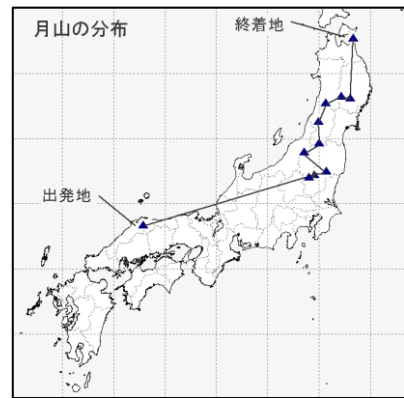 月山の分布
終着地
出発地